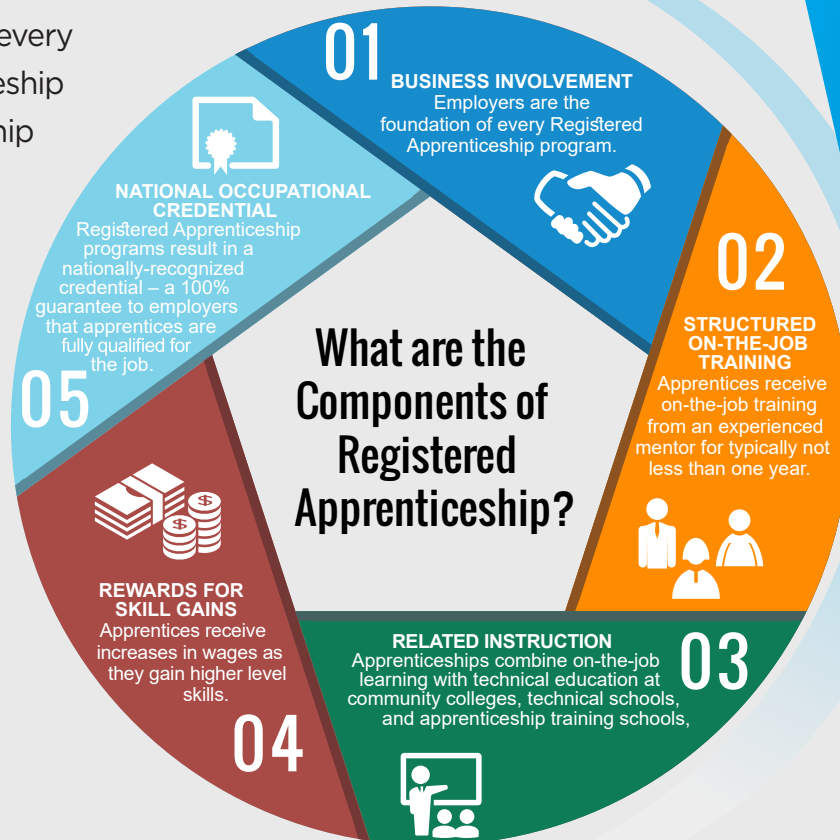 every
eship
ip
01
BUSINESS INVOLVEMENT
Employers are the
foundation of every Registered
Apprenticeship program.
02
STRUCTURED
ON-THE-JOB
TRAINING
Apprentices receive
on-the-job training
from an experienced
mentor for typically not
less than one year.
03
RELATED INSTRUCTION
Apprenticeships combine on-the-job
learning with technical education at
community colleges, technical schools,
and apprenticeship training schools,
04
REWARDS FOR
SKILL GAINS
Apprentices receive
increases in wages as
they gain higher level
skills.
05
NATIONAL OCCUPATIONAL
CREDENTIAL
Registered Apprenticeship
programs result in a
nationally-recognized
credential – a 100%
guarantee to employers
that apprentices are
fully qualified for
the job.
What are the
Components of
Registered
Apprenticeship?
$
$